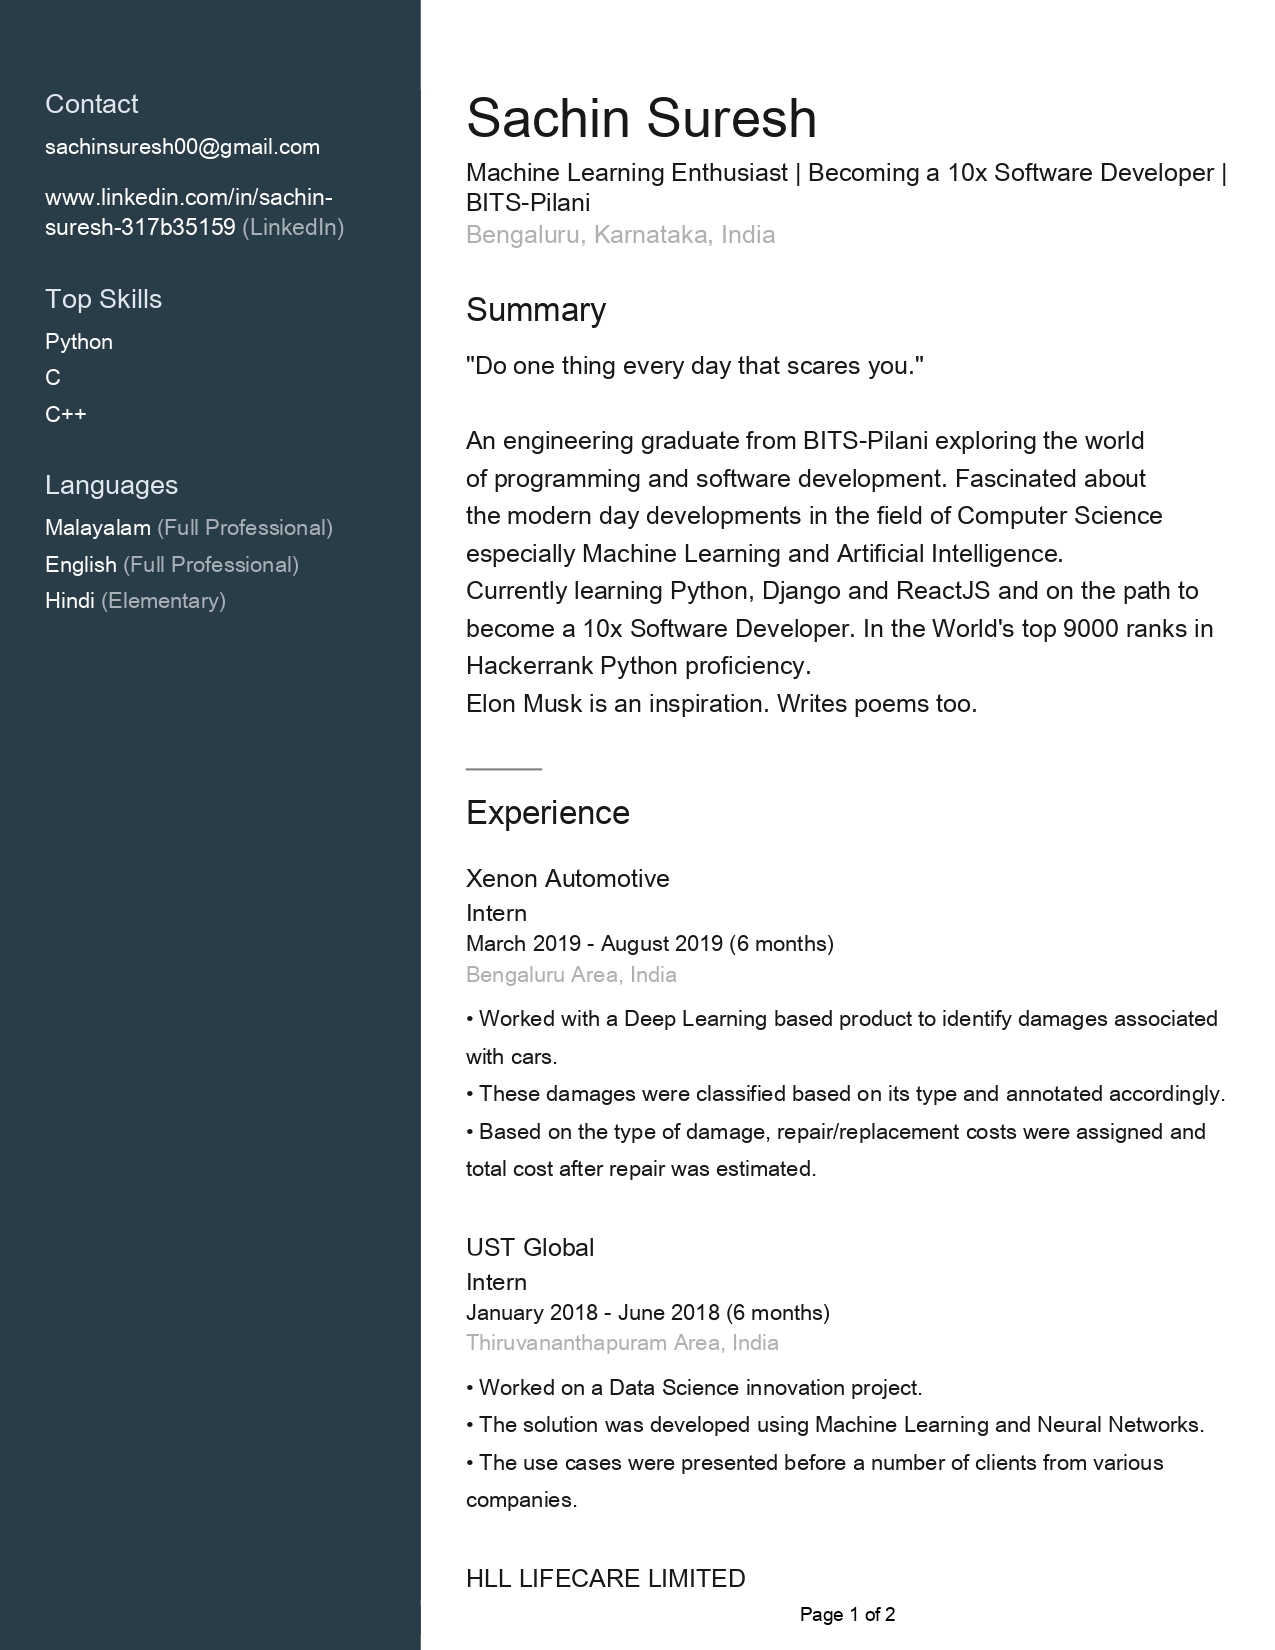 Contact
sachinsuresh00@gmail.com
www.linkedin.com/in/sachin-
suresh-317b35159 (LinkedIn)
Top Skills
Python
C
C++
Languages
Malayalam (Full Professional)
English (Full Professional)
Hindi (Elementary)
Sachin Suresh
Machine Learning Enthusiast | Becoming a 10x Software Developer |
BITS-Pilani
Bengaluru, Karnataka, India
Summary
"Do one thing every day that scares you."
An engineering graduate from BITS-Pilani exploring the world
of programming and software development. Fascinated about
the modern day developments in the field of Computer Science
especially Machine Learning and Artificial Intelligence.
Currently learning Python, Django and ReactJS and on the path to
become a 10x Software Developer. In the World's top 9000 ranks in
Hackerrank Python proficiency.
Elon Musk is an inspiration. Writes poems too.
Experience
Xenon Automotive
Intern
March 2019 - August 2019 (6 months)
Bengaluru Area, India
• Worked with a Deep Learning based product to identify damages associated
with cars.
• These damages were classified based on its type and annotated accordingly.
• Based on the type of damage, repair/replacement costs were assigned and
total cost after repair was estimated.
UST Global
Intern
January 2018 - June 2018 (6 months)
Thiruvananthapuram Area, India
• Worked on a Data Science innovation project.
• The solution was developed using Machine Learning and Neural Networks.
• The use cases were presented before a number of clients from various
companies.
HLL LIFECARE LIMITED
Page 1 of 2